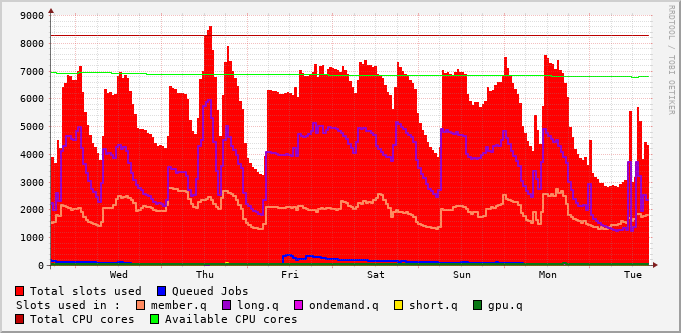 9000
8000
7000
6000
5000
4000
3000
2000
1000
0
Wed Thu Fri Sat Sun Mon Tue
RRDTOOL / TOBI OETIKER
Total slots used Queued Jobs
Slots used in : member.q long.q ondemand.q short.q gpu.q
Total CPU cores Available CPU cores